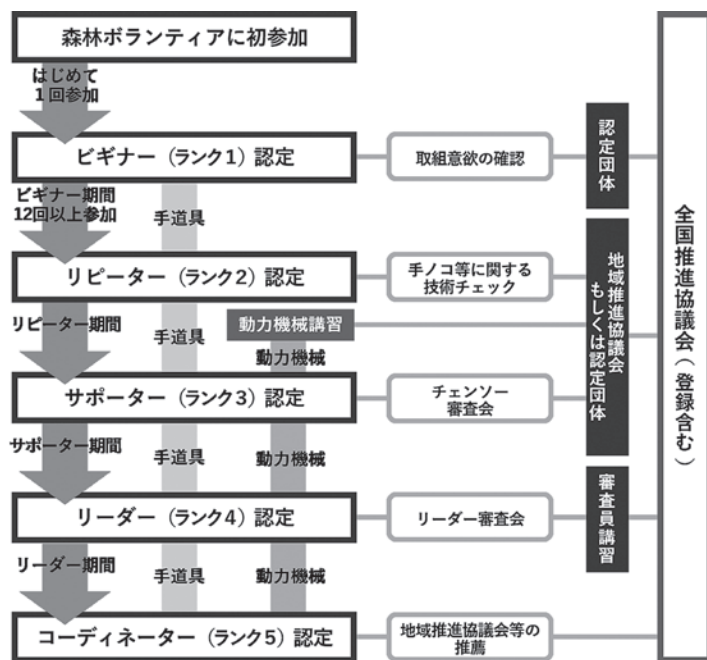 森林ボランティアに初参加
はじめて
1回参加
ビギナー（ランク1）認定
取組意欲の確認
認定団体
ビギナー期間
12回以上参加
手道具
リピーター（ランク2）認定
手ノコ等に関する
技術チェック
地域推進協議会
もしくは認定団体
リピーター期間
手道具
動力機械講習
動力機械
サポーター（ランク3）認定
チェンソー
審査会
サポーター期間
手道具
動力機械
リーダー（ランク4）認定
リーダー審査会
審査員講習
リーダー期間
手道具
動力機械
コーディネーター（ランク5）認定
地域推進協議会等の
推薦
全国推進協議会（登録含む）